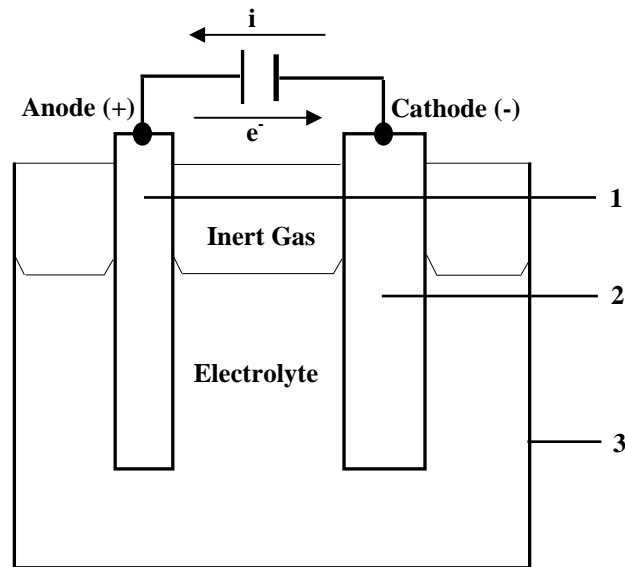 i
Anode (+)
Cathode (-)
e-
1
Inert Gas
2
Electrolyte
3